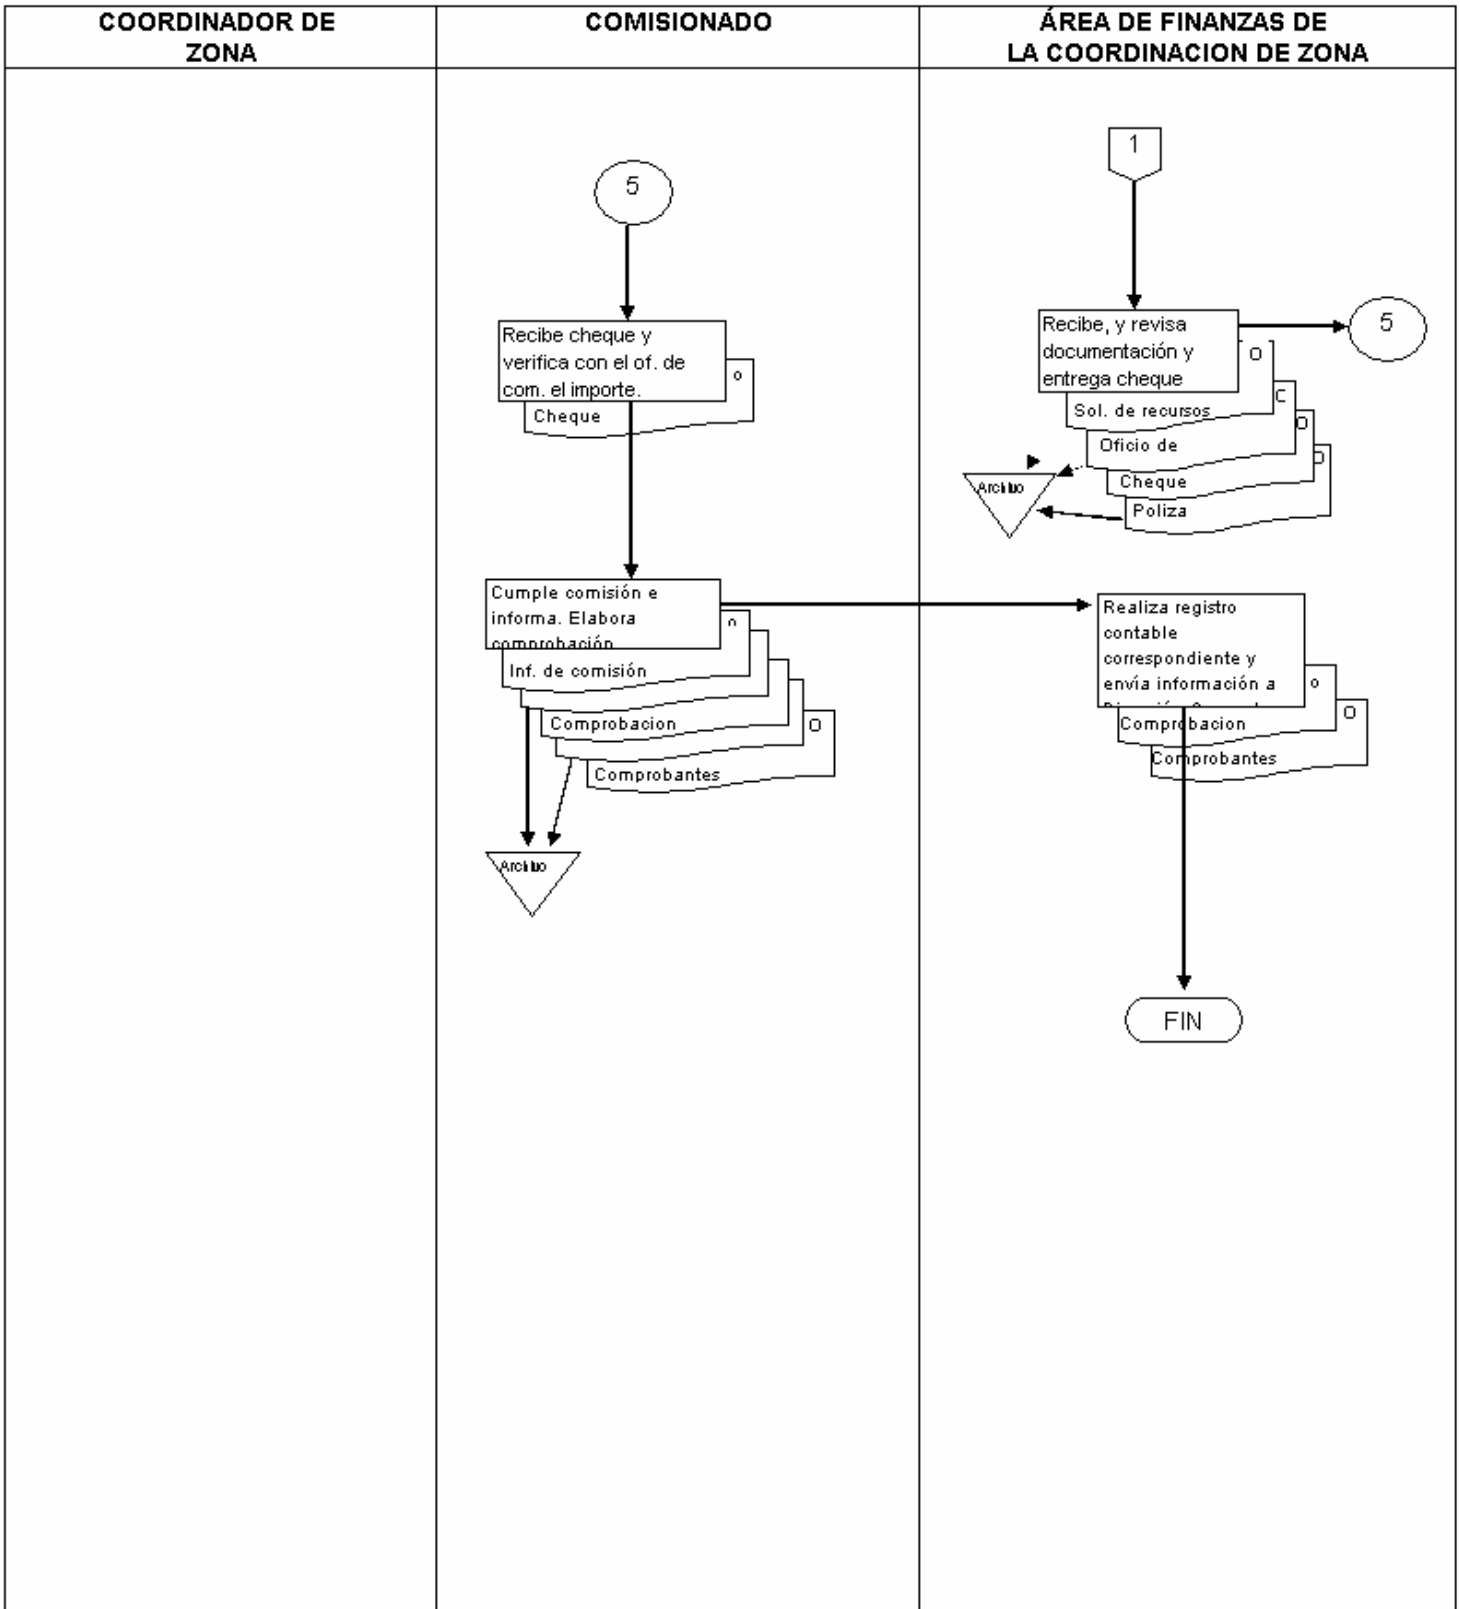 COORDINADOR DE
ZONA
COMISIONADO
ÁREA DE FINANZAS DE
LA COORDINACION DE ZONA
5
Recibe cheque y
verifica con el of. de
com. el importe.
o
Cheque
Cumple comisión e
informa. Elabora
comprobación
o
Inf. de comisión
Comprobacion
O
Comprobantes
Archivo
1
Recibe, y revisa
documentación y
entrega cheque
5
O
Sol. de recursos
C
Oficio de
O
Cheque
O
Poliza
Archivo
Realiza registro
contable
correspondiente y
envía información a
o
Comprobacion
O
Comprobantes
FIN